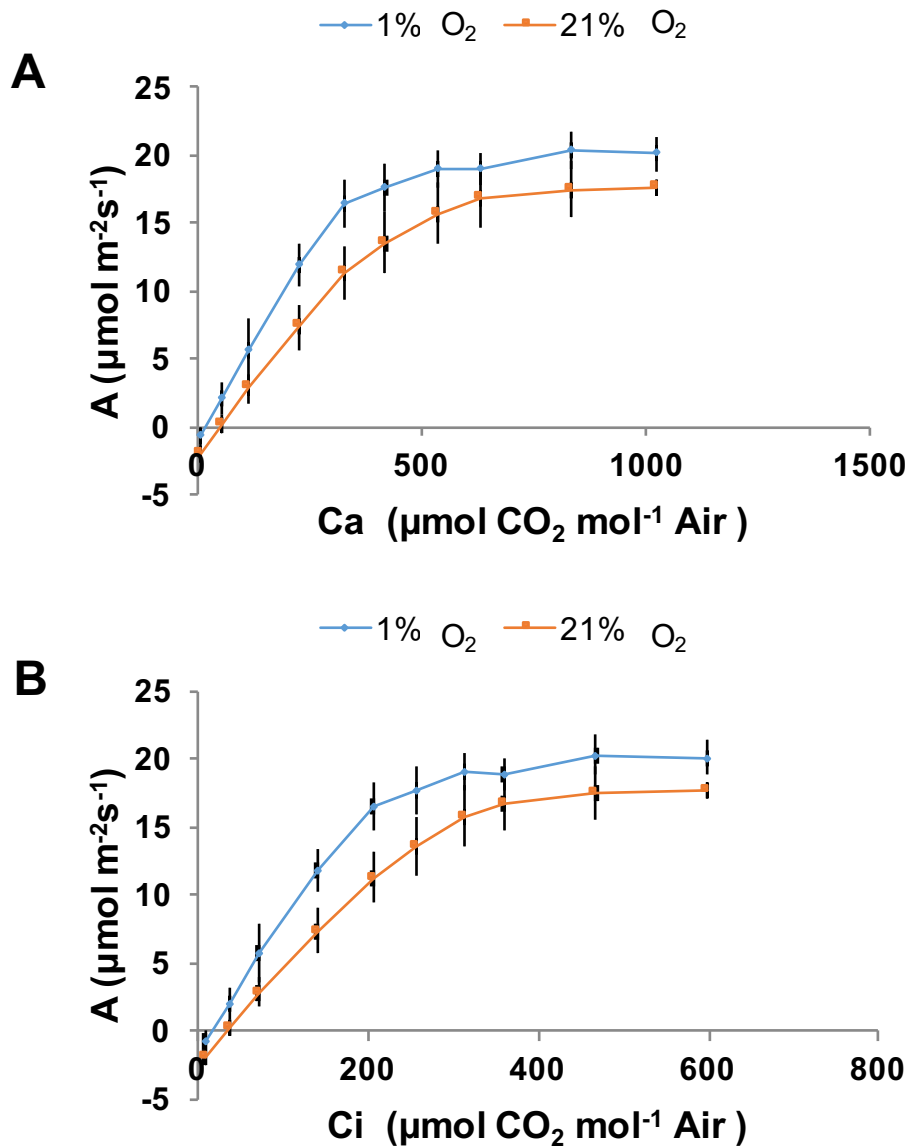 1% O₂ 21% O₂
A
25
20
15
10
5
0
-5
A (µmol m⁻²s⁻¹)
0 500 1000 1500
Ca (µmol CO₂ mol⁻¹ Air )
1% O₂ 21% O₂
B
25
20
15
10
5
0
-5
A (µmol m⁻²s⁻¹)
0 200 400 600 800
Ci (µmol CO₂ mol⁻¹ Air )